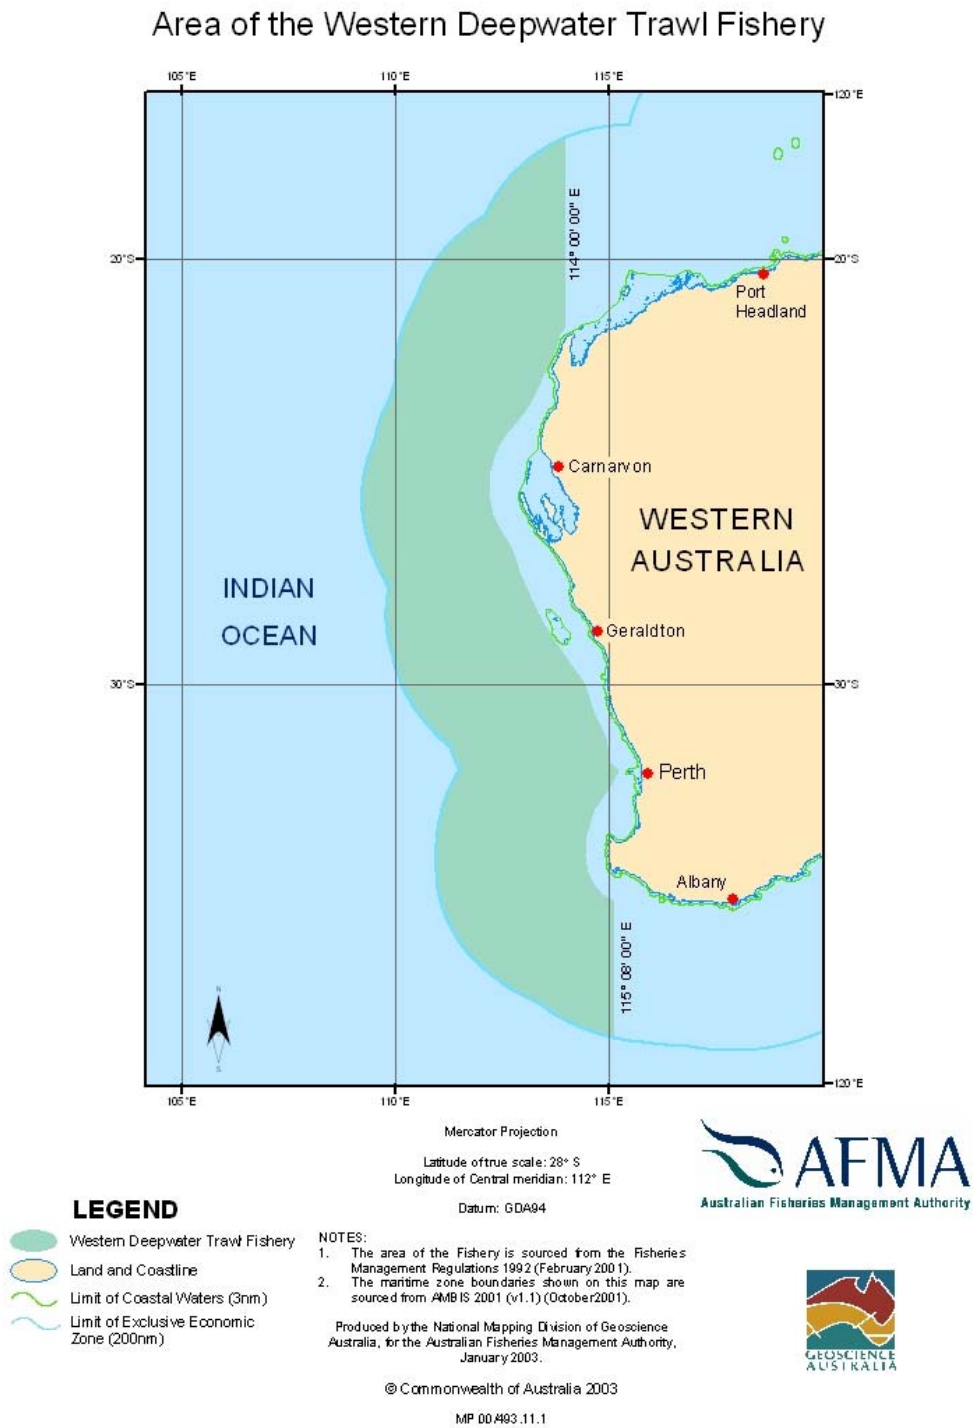 Area of the Western Deepwater Trawl Fishery
105°E 110°E 115°E
120°E
114° 00' 00" E
20°S 20°S
Port
Headland
Carnarvon
WESTERN
AUSTRALIA
INDIAN
OCEAN
Geraldton
30°S 30°S
Perth
Albany
115° 08' 00" E
N
S
120°E
105°E 110°E 115°E
Mercator Projection
Latitude of true scale: 28° S
Longitude of Central meridian: 112° E
Datum: GDA94
AFMA
Australian Fisheries Management Authority
LEGEND
Western Deepwater Trawl Fishery
Land and Coastline
Limit of Coastal Waters (3nm)
Limit of Exclusive Economic
Zone (200nm)
NOTES:
1. The area of the Fishery is sourced from the Fisheries
Management Regulations 1992 (February 2001).
2. The maritime zone boundaries shown on this map are
sourced from AMBIS 2001 (v1.1) (October2001).
Produced by the National Mapping Division of Geoscience
Australia, for the Australian Fisheries Management Authority,
January 2003.
© Commonwealth of Australia 2003
MP 00/493.11.1
GEOSCIENCE
AUSTRALIA